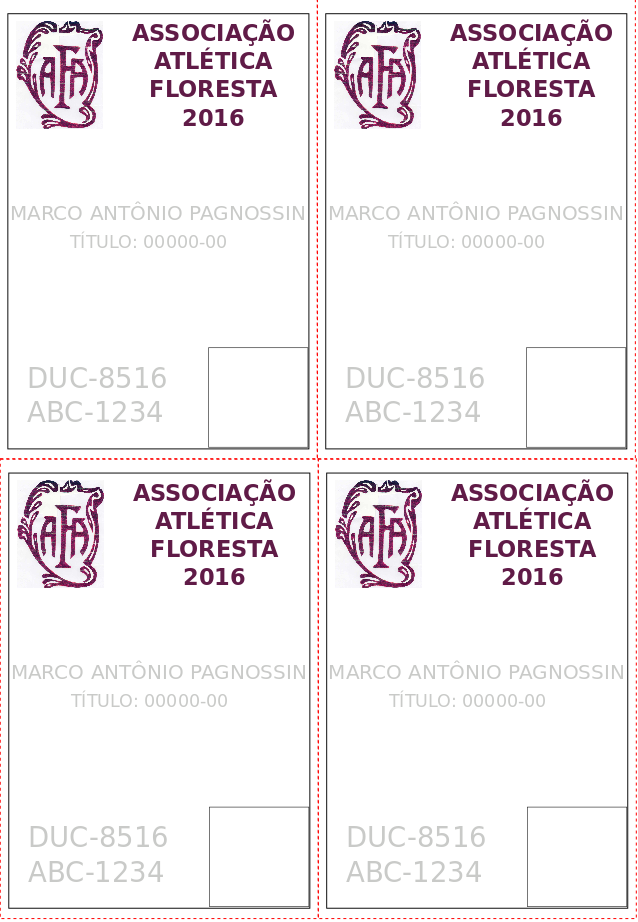 AFA
ASSOCIAÇÃO
ATLÉTICA
FLORESTA
2016
MARCO ANTÔNIO PAGNOSSIN
TÍTULO: 00000-00
DUC-8516
ABC-1234
AFA
ASSOCIAÇÃO
ATLÉTICA
FLORESTA
2016
MARCO ANTÔNIO PAGNOSSIN
TÍTULO: 00000-00
DUC-8516
ABC-1234
AFA
ASSOCIAÇÃO
ATLÉTICA
FLORESTA
2016
MARCO ANTÔNIO PAGNOSSIN
TÍTULO: 00000-00
DUC-8516
ABC-1234
AFA
ASSOCIAÇÃO
ATLÉTICA
FLORESTA
2016
MARCO ANTÔNIO PAGNOSSIN
TÍTULO: 00000-00
DUC-8516
ABC-1234